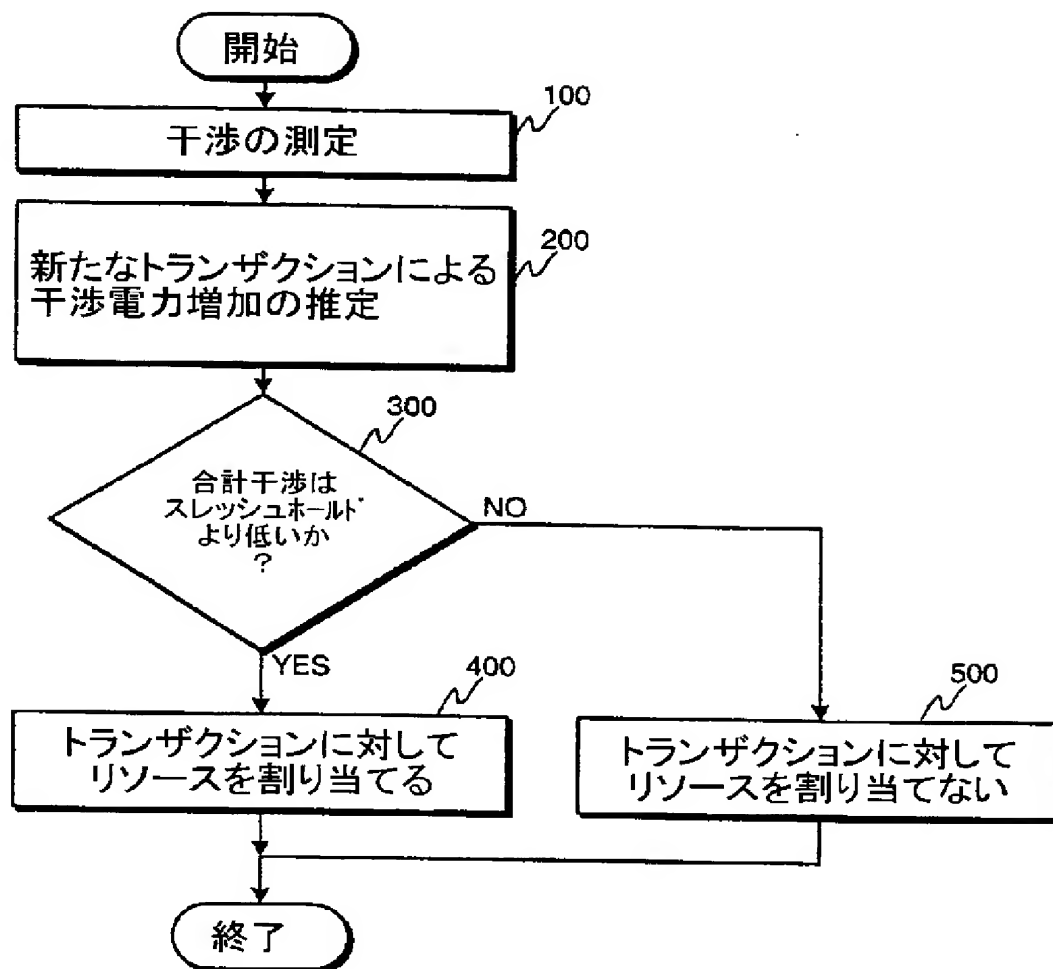 開始
100
干渉の測定
200
新たなトランザクションによる
干渉電力増加の推定
300
合計干渉は
スレッシュホールド
より低いか
?
NO
YES
400
トランザクションに対して
リソースを割り当てる
500
トランザクションに対して
リソースを割り当てない
終了